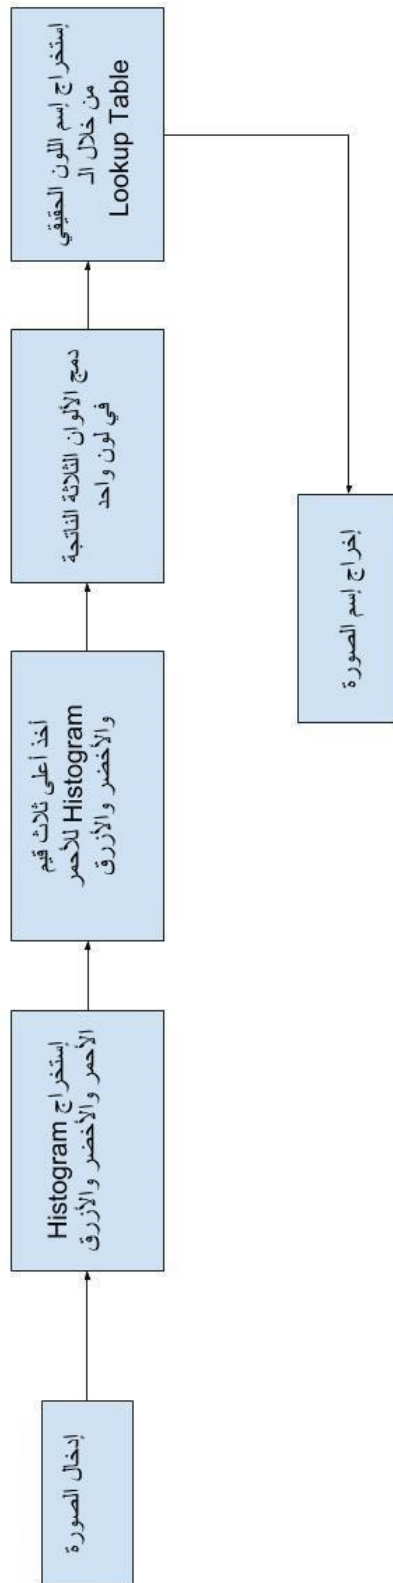 إدخال الصورة
إستخراج Histogram
الأحمر والأخضر والأزرق
أخذ أعلى ثلاث قيم
Histogram للأحمر
والأخضر والأزرق
دمج الألوان الثلاثة الناتجة
في لون واحد
إستخراج إسم اللون الحقيقي
من خلال الـ
Lookup Table
إخراج إسم الصورة